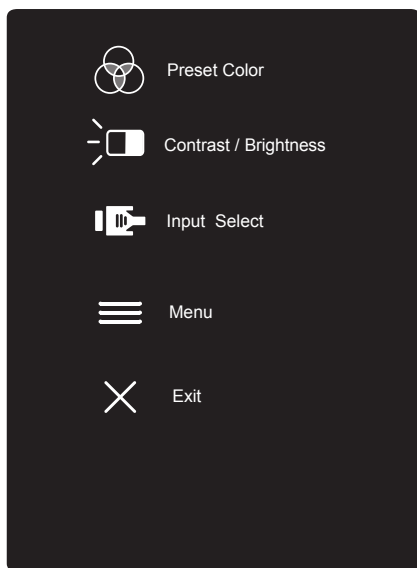 Preset Color
Contrast / Brightness
Input Select
Menu
Exit